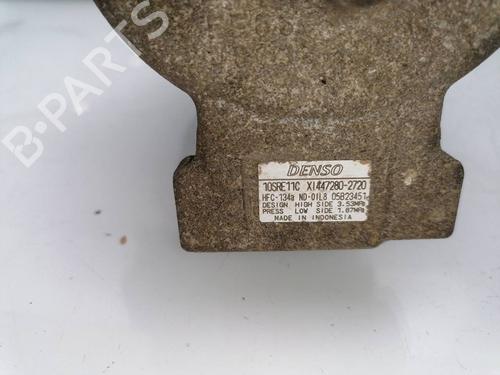 B-PARTS
DENSO
10SRE11C XI447280-2720
HFC-134a ND-OIL8 05B23451
DESIGN HIGH SIDE 3.53MPa
PRESS LOW SIDE 1.67MPa
MADE IN INDONESIA